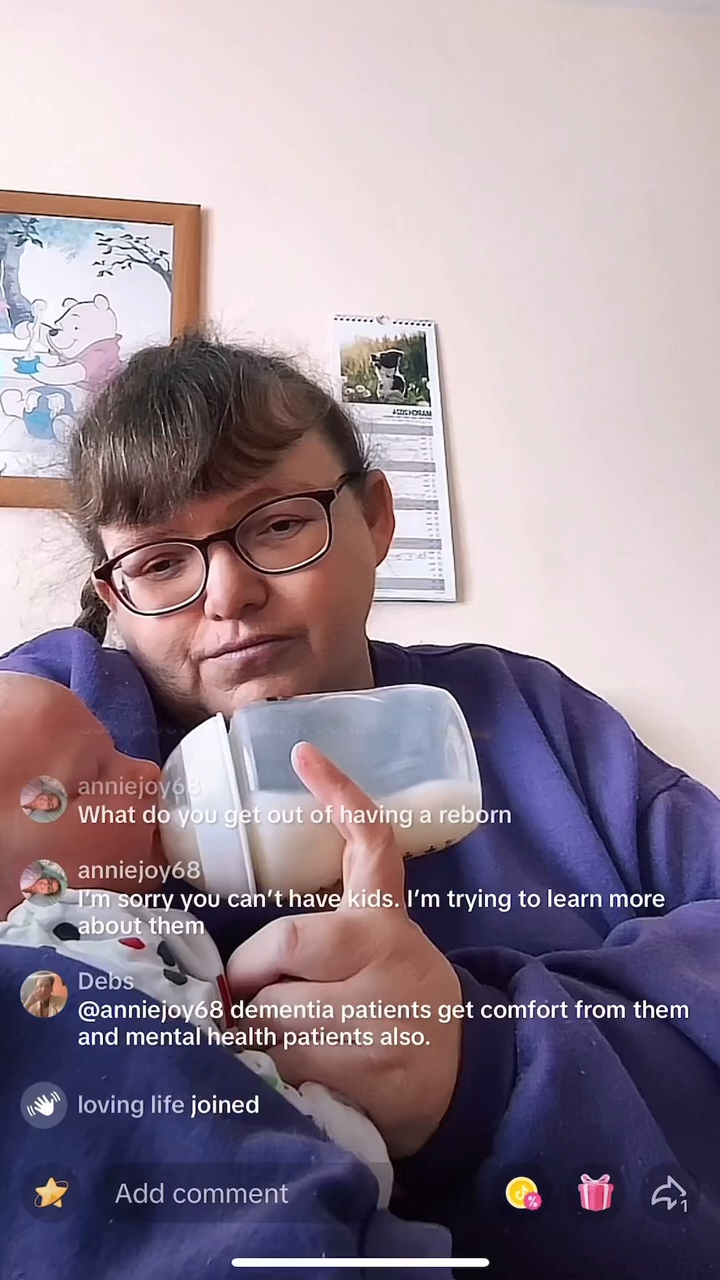 anniejoy68
What do you get out of having a reborn
anniejoy68
I'm sorry you can't have kids. I'm trying to learn more
about them
Debs
@anniejoy68 dementia patients get comfort from them
and mental health patients also.
loving life joined
Add comment
1